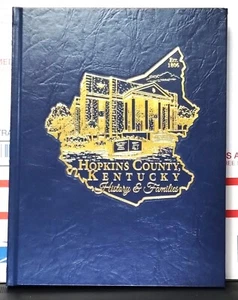 Est.
1806
HOPKINS COUNTY,
KENTUCKY
History & Families